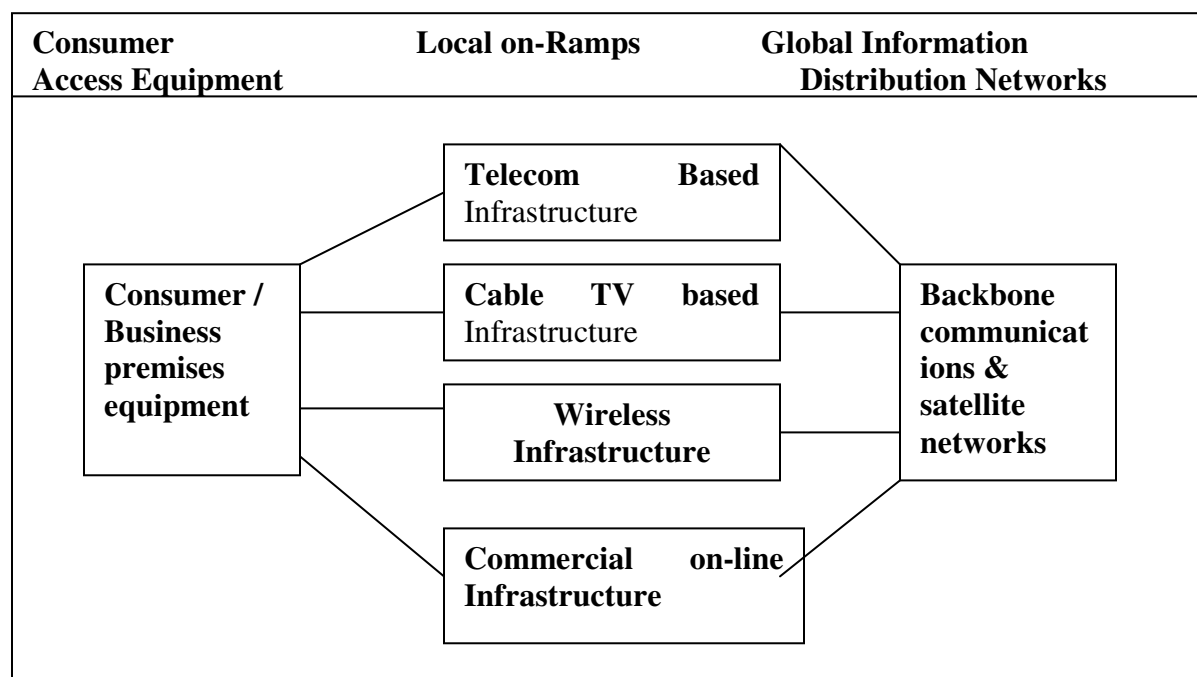 Consumer Local on-Ramps Global Information
Access Equipment Distribution Networks
Telecom Based
Infrastructure
Consumer /
Business
premises
equipment
Cable TV based
Infrastructure
Wireless
Infrastructure
Commercial on-line
Infrastructure
Backbone
communicat
ions &
satellite
networks